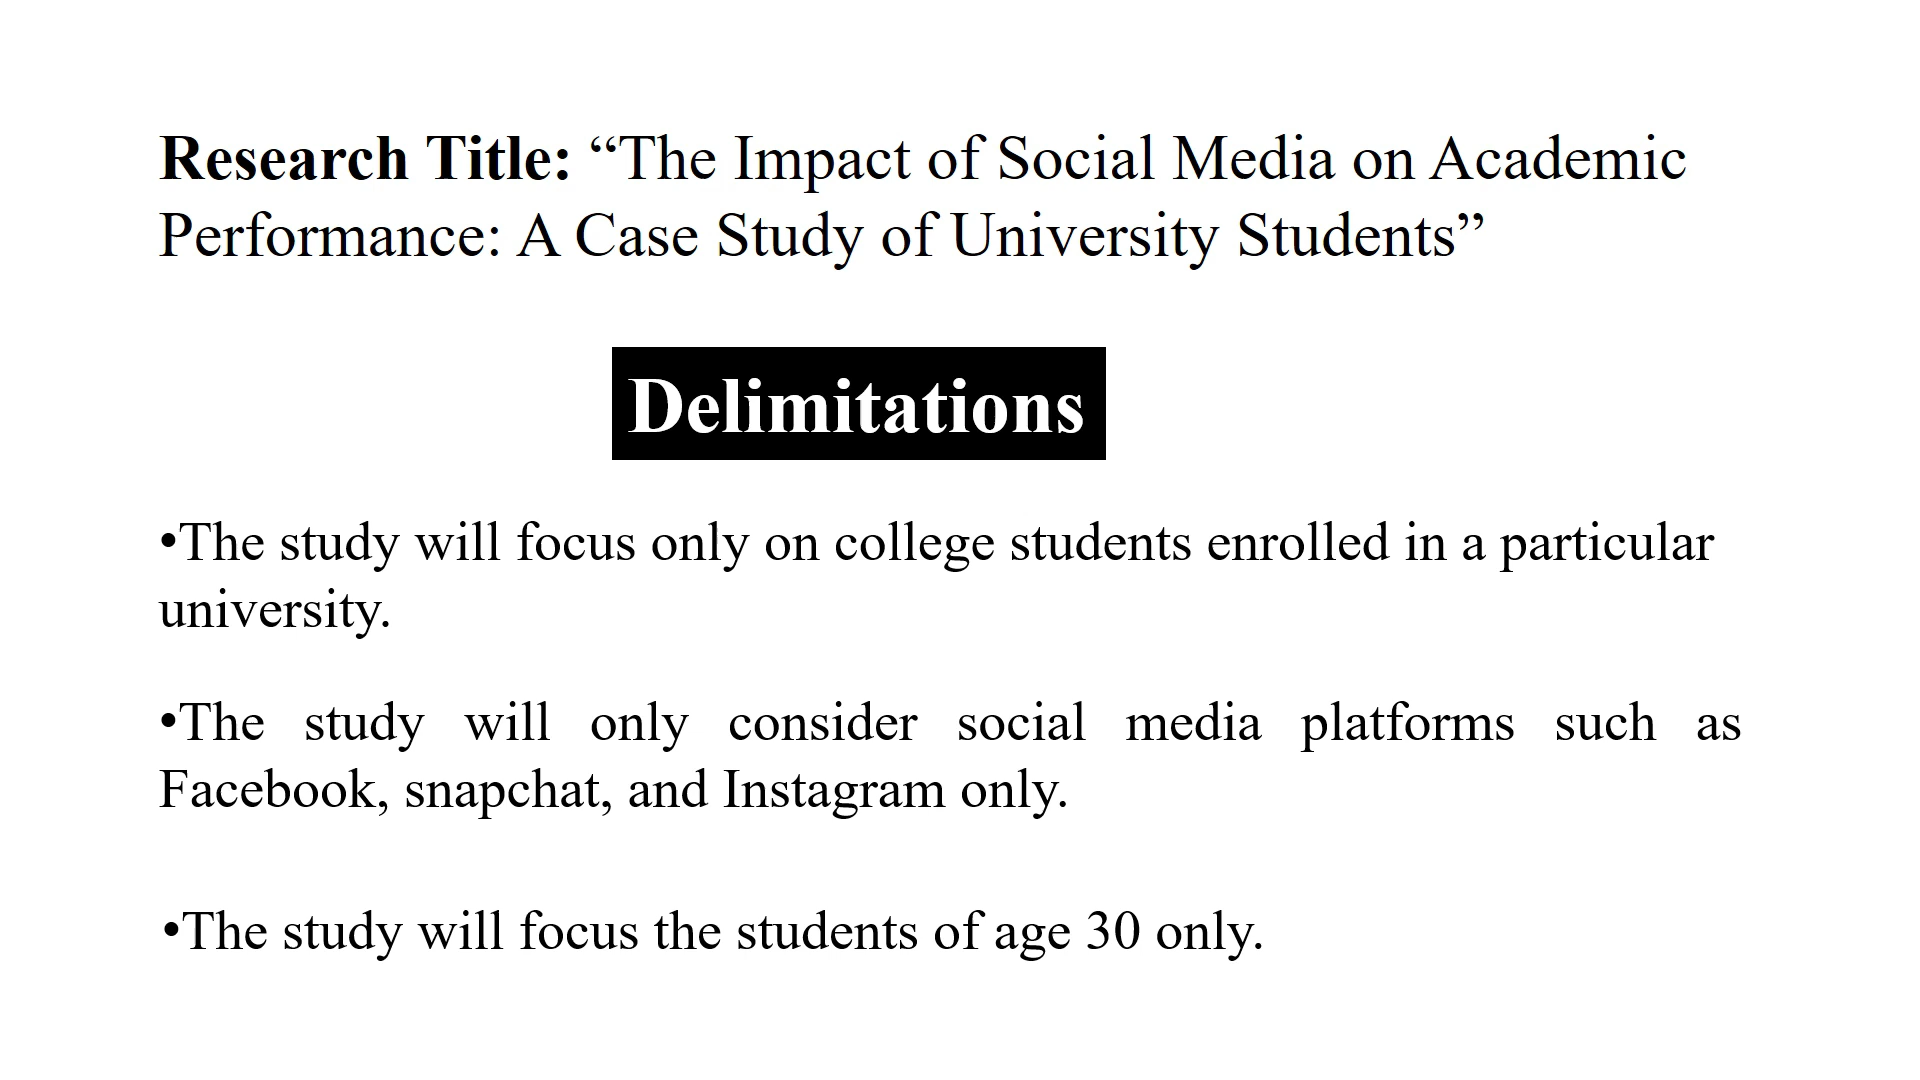 Research Title: “The Impact of Social Media on Academic
Performance: A Case Study of University Students”
Delimitations
•The study will focus only on college students enrolled in a particular
university.
•The study will only consider social media platforms such as
Facebook, snapchat, and Instagram only.
•The study will focus the students of age 30 only.